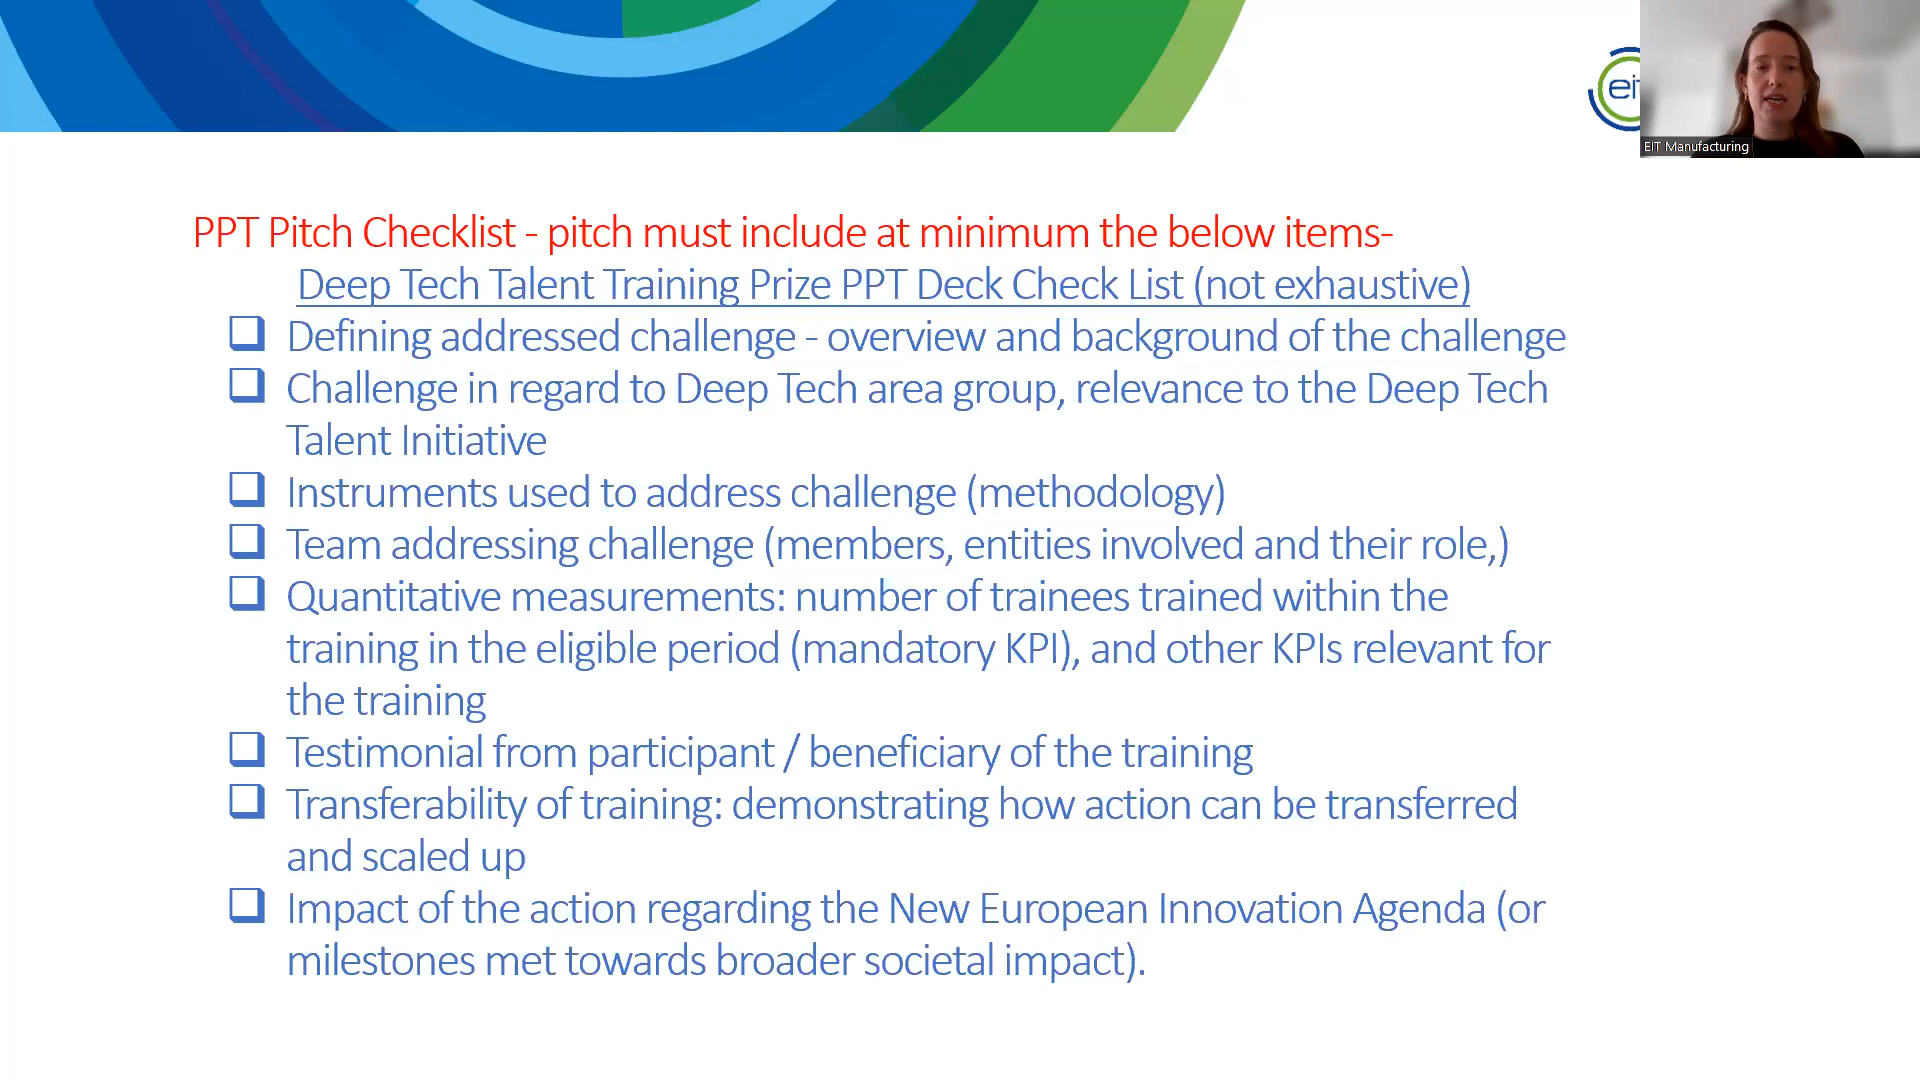 ei
EIT Manufacturing
PPT Pitch Checklist - pitch must include at minimum the below items-
Deep Tech Talent Training Prize PPT Deck Check List (not exhaustive)
Defining addressed challenge - overview and background of the challenge
Challenge in regard to Deep Tech area group, relevance to the Deep Tech
Talent Initiative
Instruments used to address challenge (methodology)
Team addressing challenge (members, entities involved and their role,)
Quantitative measurements: number of trainees trained within the
training in the eligible period (mandatory KPI), and other KPIs relevant for
the training
Testimonial from participant / beneficiary of the training
Transferability of training: demonstrating how action can be transferred
and scaled up
Impact of the action regarding the New European Innovation Agenda (or
milestones met towards broader societal impact).